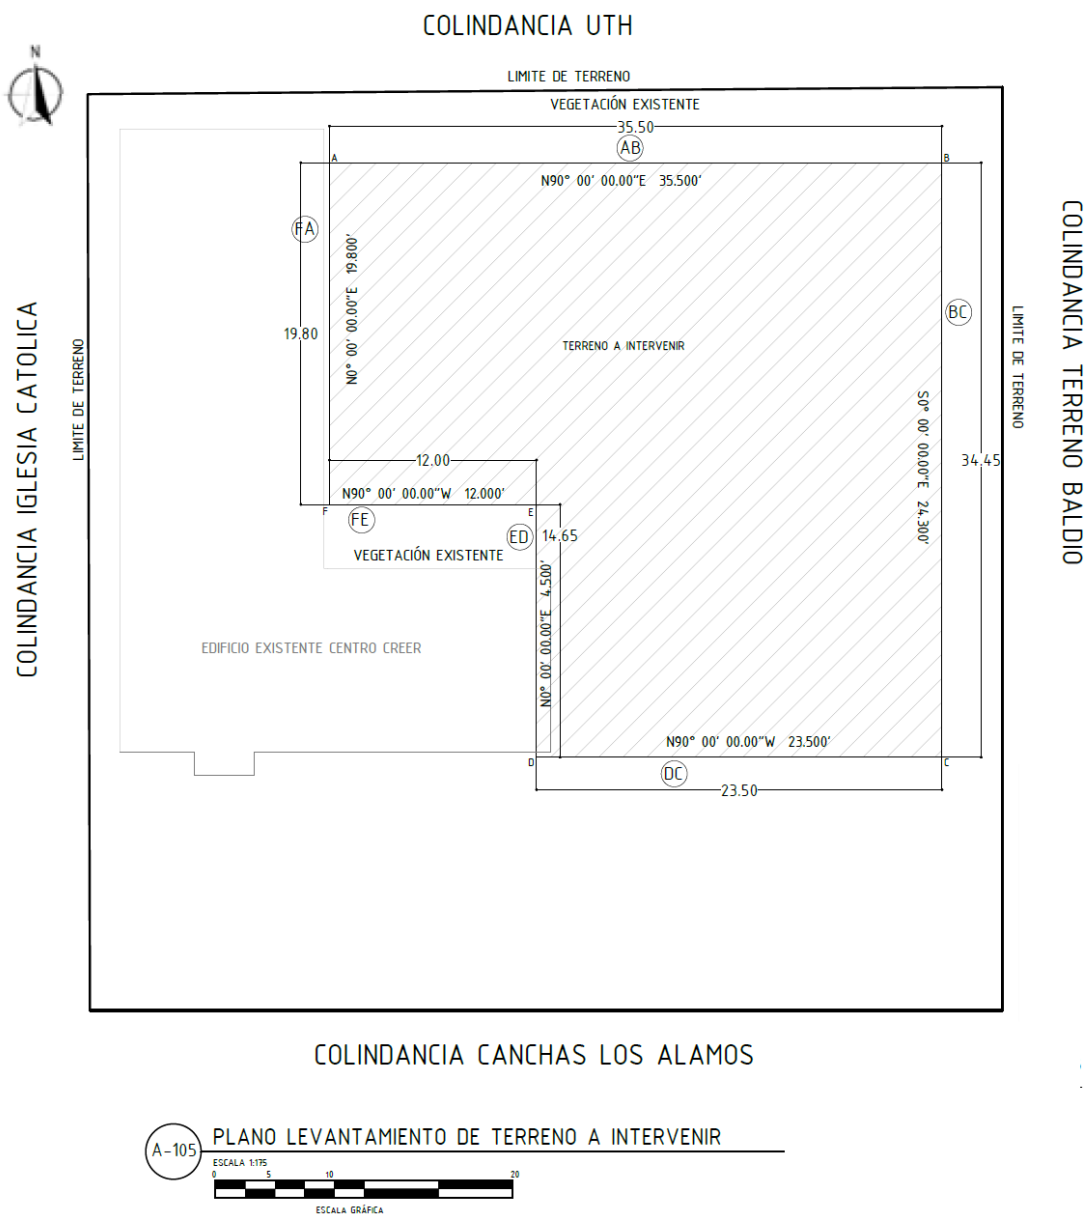 COLINDANCIA UTH
N
LIMITE DE TERRENO
VEGETACIÓN EXISTENTE
35.50
AB
A
B
N90° 00' 00.00"E 35.500'
FA
N0° 00' 00.00"E 19.800'
19.80
TERRENO A INTERVENIR
BC
S0° 00' 00.00"E 24.300'
34.45
LIMITE DE TERRENO
COLINDANCIA TERRENO BALDIO
COLINDANCIA IGLESIA CATOLICA
LIMITE DE TERRENO
12.00
N90° 00' 00.00"W 12.000'
F
E
FE
ED
14.65
VEGETACIÓN EXISTENTE
N0° 00' 00.00"E 4.500'
EDIFICIO EXISTENTE CENTRO CREER
N90° 00' 00.00"W 23.500'
D
C
DC
23.50
COLINDANCIA CANCHAS LOS ALAMOS
A-105
PLANO LEVANTAMIENTO DE TERRENO A INTERVENIR
ESCALA 1:175
0 5 10 20
ESCALA GRÁFICA